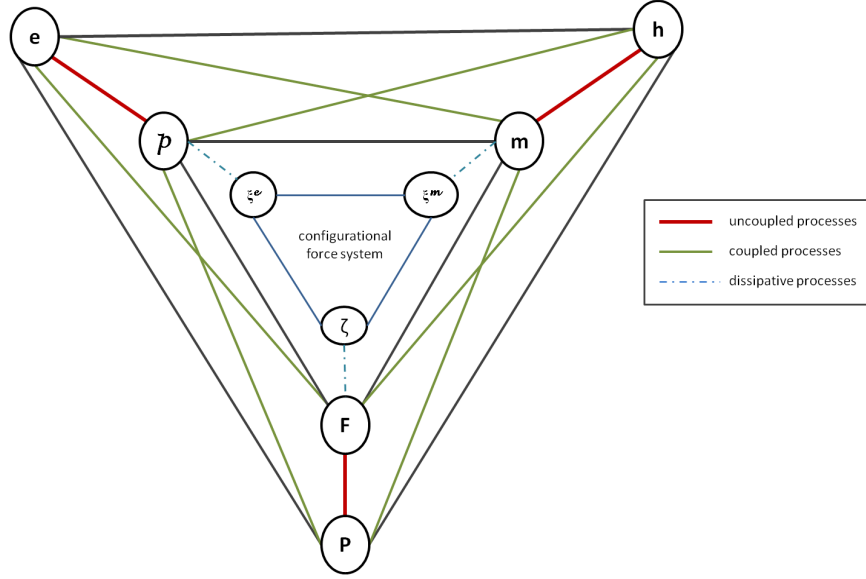 e
h
p
m
ξᵉ
ξᵐ
configurational
force system
ζ
F
P
uncoupled processes
coupled processes
dissipative processes